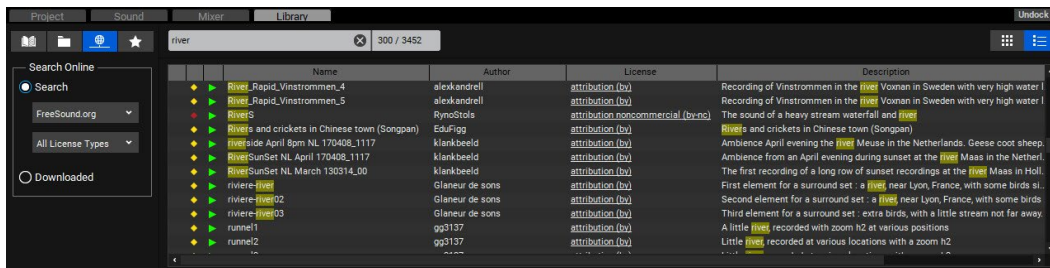 Project Sound Mixer Library Undock
river 300 / 3452
Search Online
Search
FreeSound.org
All License Types
Downloaded
Name Author License Description
River_Rapid_Vinstrommen_4 alexkandrell attribution (by) Recording of Vinstrommen in the river Voxnan in Sweden with very high water l
River_Rapid_Vinstrommen_5 alexkandrell attribution (by) Recording of Vinstrommen in the river Voxnan in Sweden with very high water l
RiverS RynoStols attribution noncommercial (by-nc) The sound of a heavy stream waterfall and river
Rivers and crickets in Chinese town (Songpan) EduFigg attribution (by) Rivers and crickets in Chinese town (Songpan)
riverside April 8pm NL 170408_1117 klankbeeld attribution (by) Ambience April evening the river Meuse in the Netherlands. Geese coot sheep.
RiverSunSet NL April 170408_1117 klankbeeld attribution (by) Ambience from an April evening during sunset at the river Maas in the Netherl.
RiverSunSet NL March 130314_00 klankbeeld attribution (by) The first recording of a long row of sunset recordings at the river Maas in Holl.
riviere-river Glaneur de sons attribution (by) First element for a surround set : a river, near Lyon, France, with some birds si..
riviere-river02 Glaneur de sons attribution (by) Second element for a surround set : a river, near Lyon, France, with some birds
riviere-river03 Glaneur de sons attribution (by) Third element for a surround set : extra birds, with a little stream not far away.
runnel1 gg3137 attribution (by) A little river, recorded with zoom h2 at various positions
runnel2 gg3137 attribution (by) Little river, recorded at various locations with a zoom h2